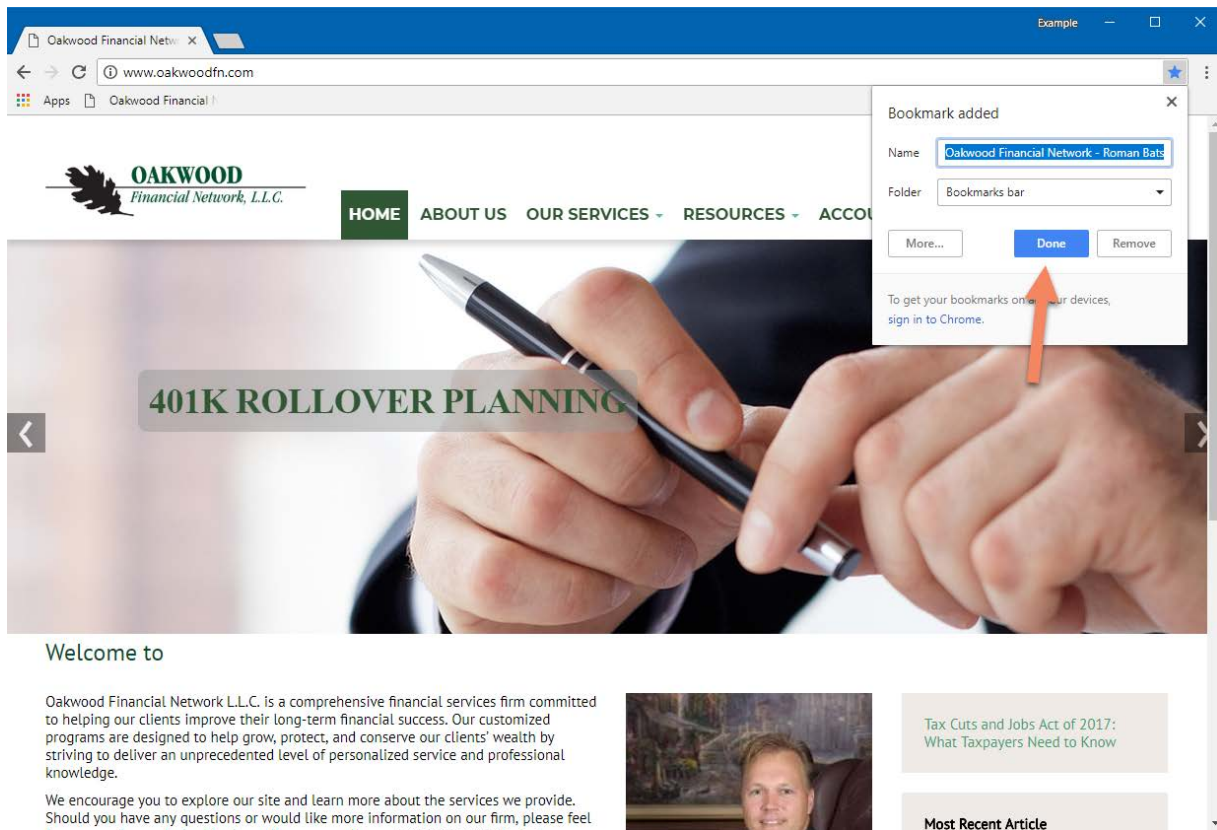 Example
Oakwood Financial Netw
www.oakwoodfn.com
Apps Oakwood Financial
Bookmark added
Name Oakwood Financial Network - Roman Bats
Folder Bookmarks bar
More... Done Remove
To get your bookmarks on devices,
sign in to Chrome.
OAKWOOD
Financial Network, L.L.C.
HOME ABOUT US OUR SERVICES RESOURCES ACCOU
401K ROLLOVER PLANNING
Welcome to
Oakwood Financial Network L.L.C. is a comprehensive financial services firm committed
to helping our clients improve their long-term financial success. Our customized
programs are designed to help grow, protect, and conserve our clients' wealth by
striving to deliver an unprecedented level of personalized service and professional
knowledge.
We encourage you to explore our site and learn more about the services we provide.
Should you have any questions or would like more information on our firm, please feel
Tax Cuts and Jobs Act of 2017:
What Taxpayers Need to Know
Most Recent Article